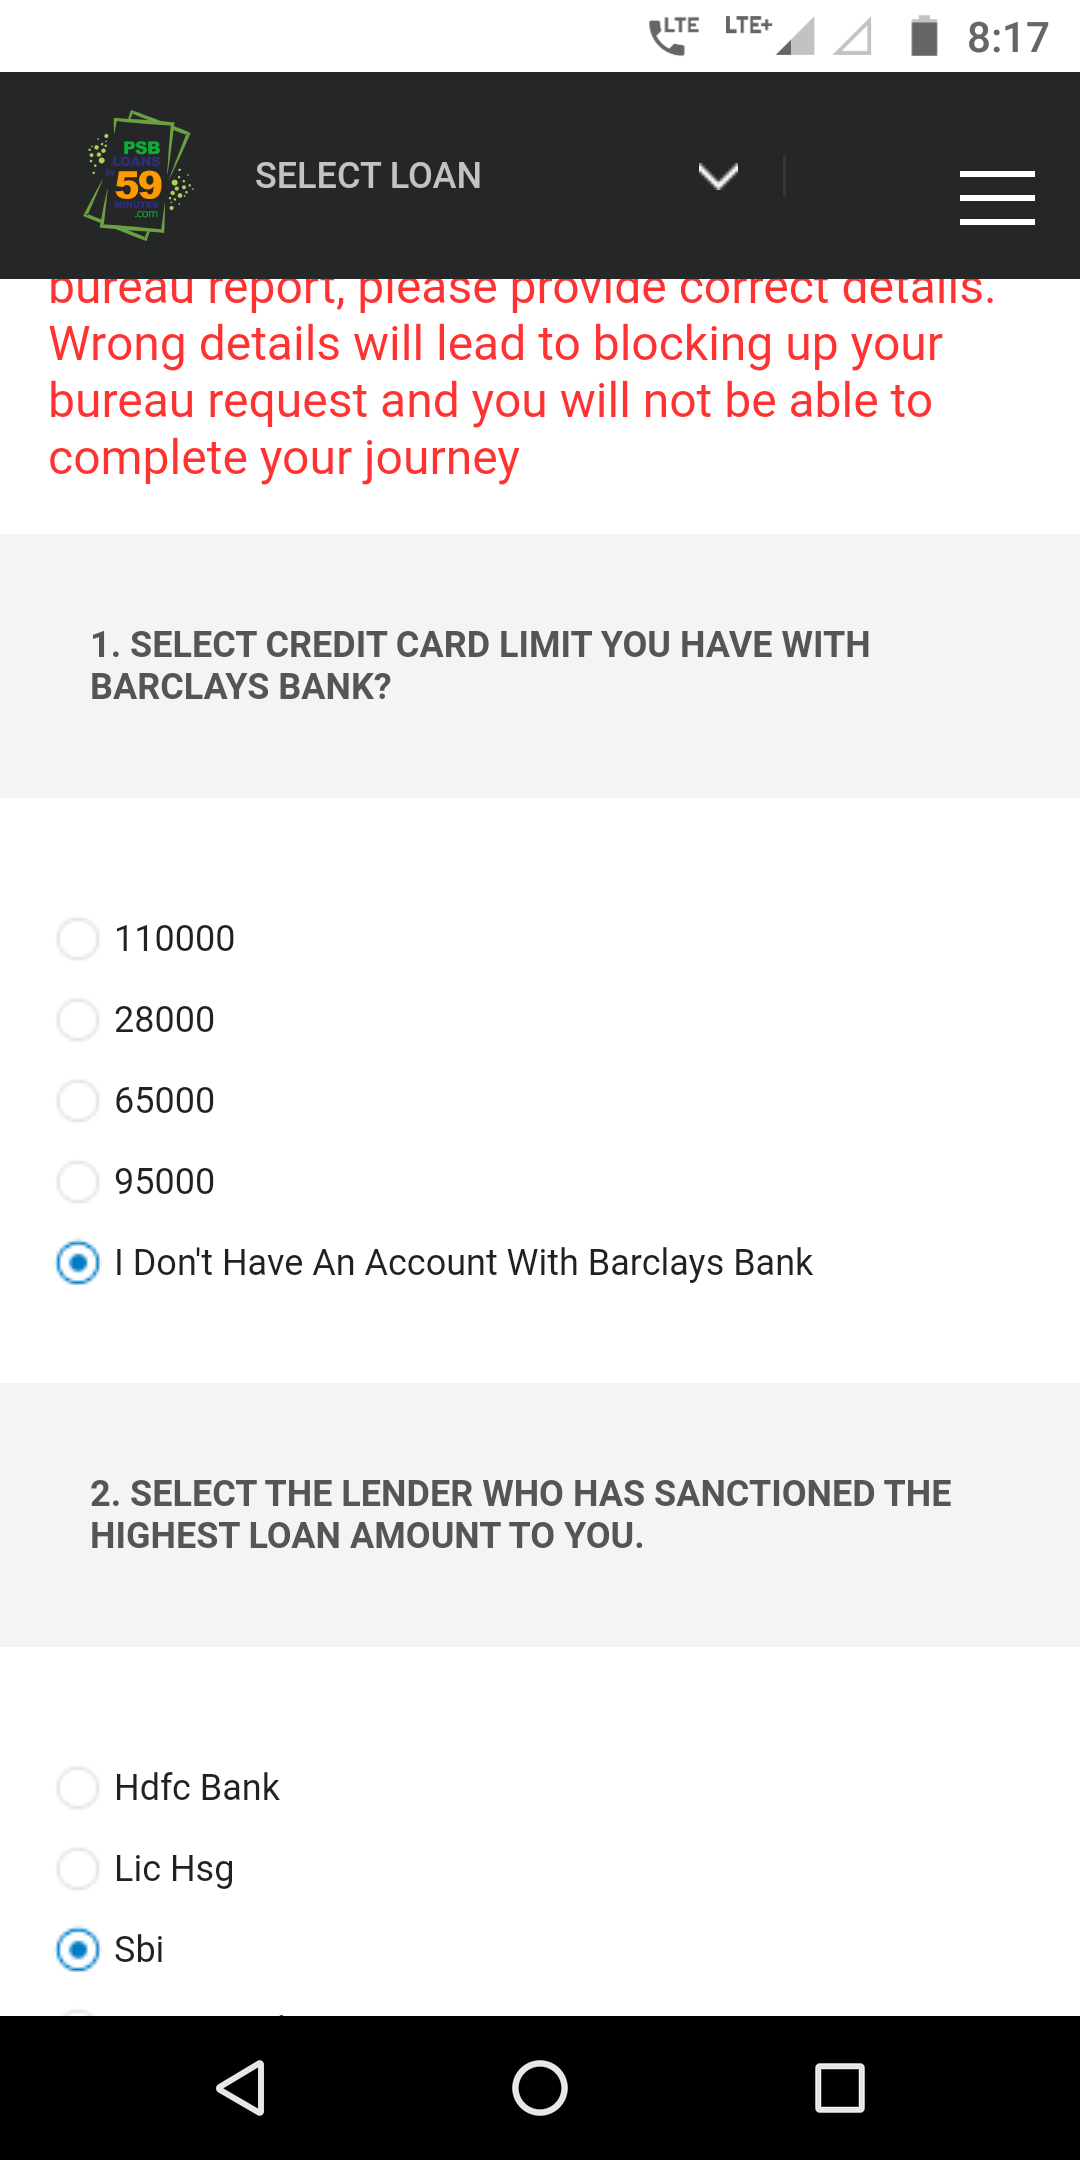 LTE LTE+ 8:17
PSB
LOANS
IN
59
MINUTES
.com
SELECT LOAN
bureau report, please provide correct details.
Wrong details will lead to blocking up your
bureau request and you will not be able to
complete your journey
1. SELECT CREDIT CARD LIMIT YOU HAVE WITH
BARCLAYS BANK?
110000
28000
65000
95000
I Don't Have An Account With Barclays Bank
2. SELECT THE LENDER WHO HAS SANCTIONED THE
HIGHEST LOAN AMOUNT TO YOU.
Hdfc Bank
Lic Hsg
Sbi